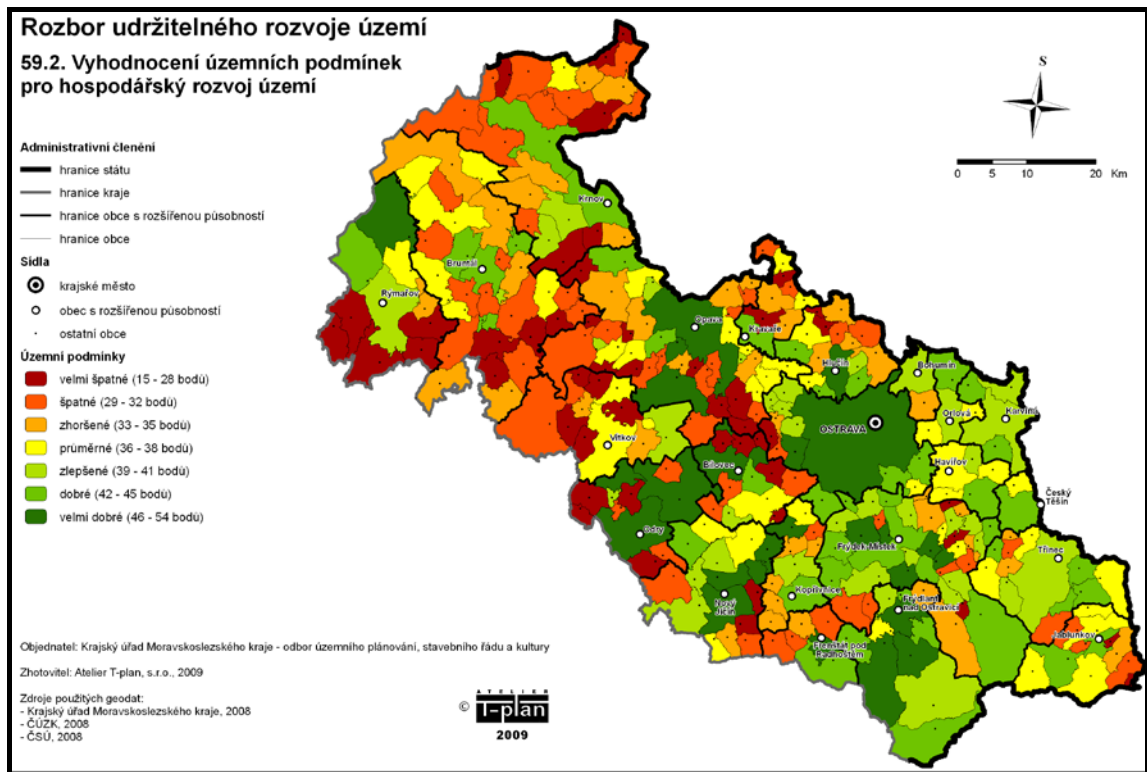 Rozbor udržitelného rozvoje území
59.2. Vyhodnocení územních podmínek
pro hospodářský rozvoj území
Administrativní členění
hranice státu
hranice kraje
hranice obce s rozšířenou působností
hranice obce
Sídla
krajské město
obec s rozšířenou působností
ostatní obce
Územní podmínky
velmi špatné (15 - 28 bodů)
špatné (29 - 32 bodů)
zhoršené (33 - 35 bodů)
průměrné (36 - 38 bodů)
zlepšené (39 - 41 bodů)
dobré (42 - 45 bodů)
velmi dobré (46 - 54 bodů)
S
0 5 10 20 Km
Krnov
Bruntál
Rýmařov
Opava
Kravaře
Hlučín
Bohumín
Orlová
Karviná
OSTRAVA
Vítkov
Bílovec
Havířov
Český
Těšín
Odry
Frýdek-Místek
Třinec
Nový
Jičín
Kopřivnice
Frýdlant
nad Ostravicí
Frenštát pod
Radhoštěm
Jablunkov
Objednatel: Krajský úřad Moravskoslezského kraje - odbor územního plánování, stavebního řádu a kultury
Zhotovitel: Atelier T-plan, s.r.o., 2009
Zdroje použitých geodat:
- Krajský úřad Moravskoslezského kraje, 2008
- ČÚZK, 2008
- ČSÚ, 2008
© ATELIER
T-plan
2009